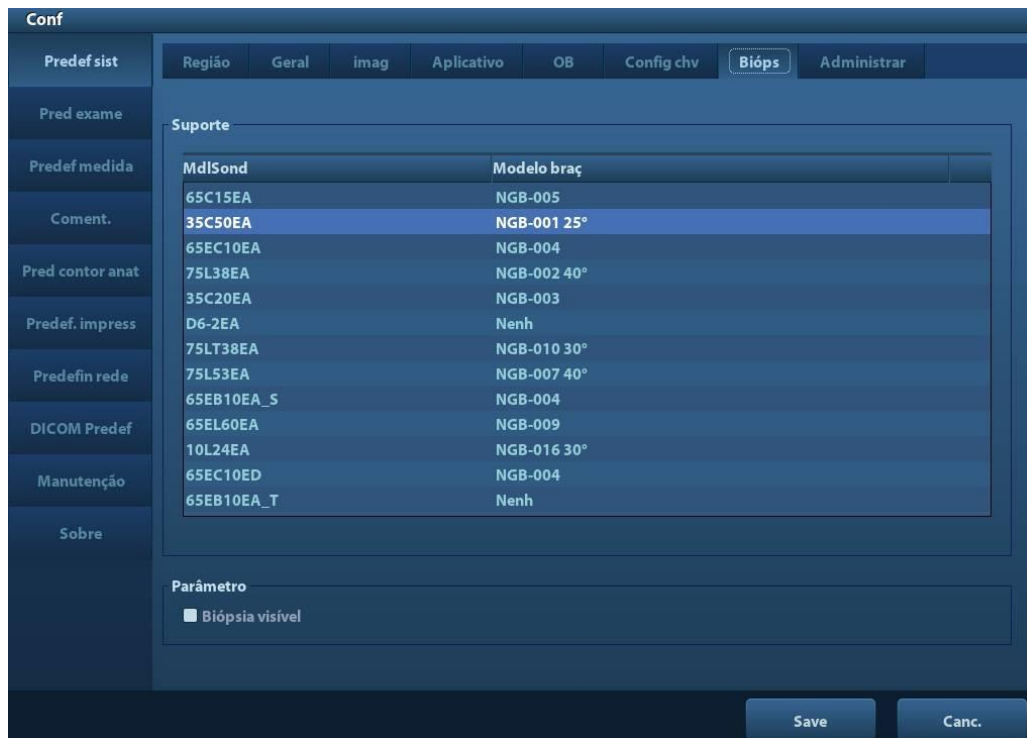 Conf
Predef sist
Região Geral imag Aplicativo OB Config chv Bióps Administrar
Pred exame
Predef medida
Coment.
Pred contor anat
Predef. impress
Predefin rede
DICOM Predef
Manutenção
Sobre
Suporte
MdlSond Modelo braç
65C15EA NGB-005
35C50EA NGB-001 25°
65EC10EA NGB-004
75L38EA NGB-002 40°
35C20EA NGB-003
D6-2EA Nenh
75LT38EA NGB-010 30°
75L53EA NGB-007 40°
65EB10EA_S NGB-004
65EL60EA NGB-009
10L24EA NGB-016 30°
65EC10ED NGB-004
65EB10EA_T Nenh
Parâmetro
Biópsia visível
Save Canc.